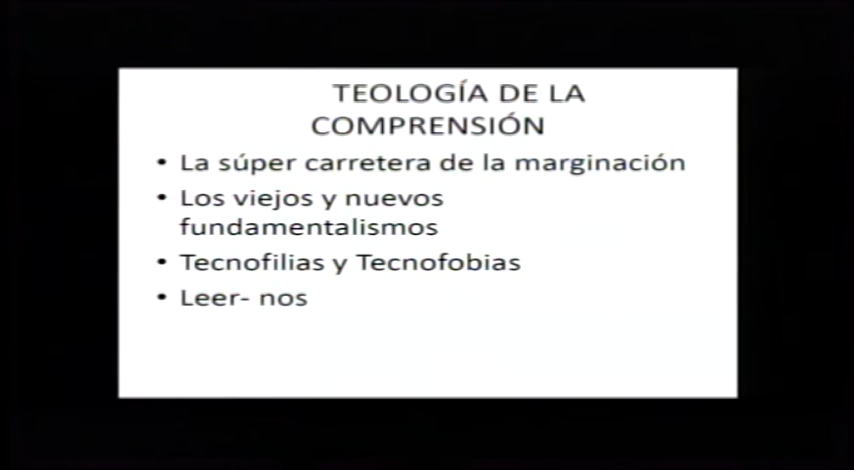 TEOLOGÍA DE LA
COMPRENSIÓN
• La súper carretera de la marginación
• Los viejos y nuevos
fundamentalismos
• Tecnofilias y Tecnofobias
• Leer- nos